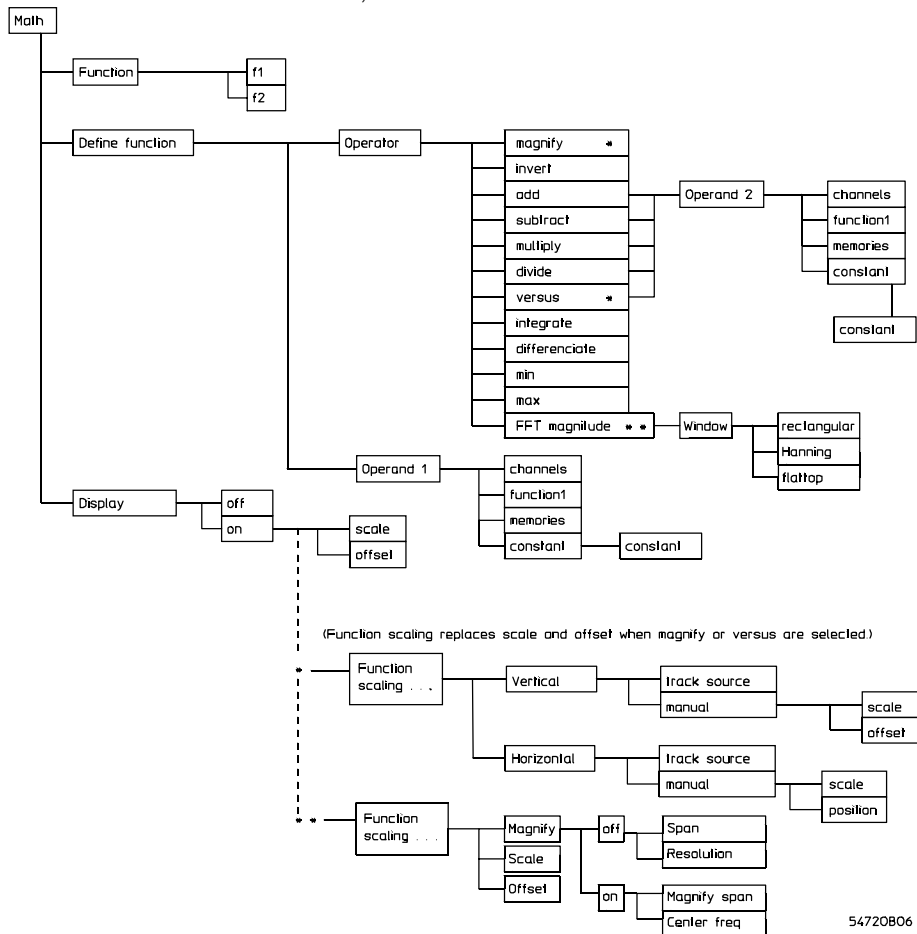 Math
Function
f1
f2
Define function
Operator
magnify *
invert
add
subtract
multiply
divide
versus *
integrate
differenciate
min
max
FFT magnitude * *
Operand 2
channels
function1
memories
constant
constant
Window
rectangular
Hanning
flattop
Operand 1
channels
function1
memories
constant
constant
Display
off
on
scale
offset
(Function scaling replaces scale and offset when magnify or versus are selected.)
*
Function
scaling . . .
Vertical
track source
manual
scale
offset
Horizontal
track source
manual
scale
position
* *
Function
scaling . . .
Magnify
Scale
Offset
off
Span
Resolution
on
Magnify span
Center freq
54720B06